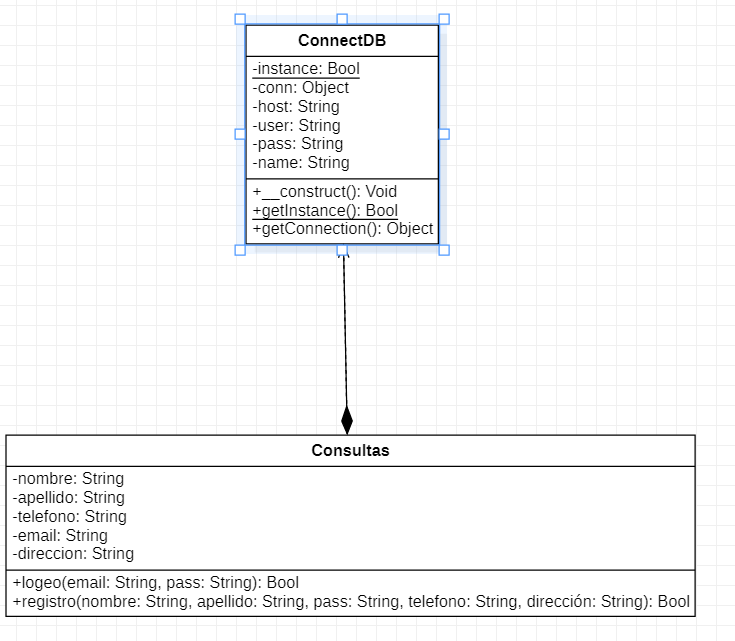 ConnectDB
-instance: Bool
-conn: Object
-host: String
-user: String
-pass: String
-name: String
+__construct(): Void
+getInstance(): Bool
+getConnection(): Object
Consultas
-nombre: String
-apellido: String
-telefono: String
-email: String
-direccion: String
+logeo(email: String, pass: String): Bool
+registro(nombre: String, apellido: String, pass: String, telefono: String, dirección: String): Bool